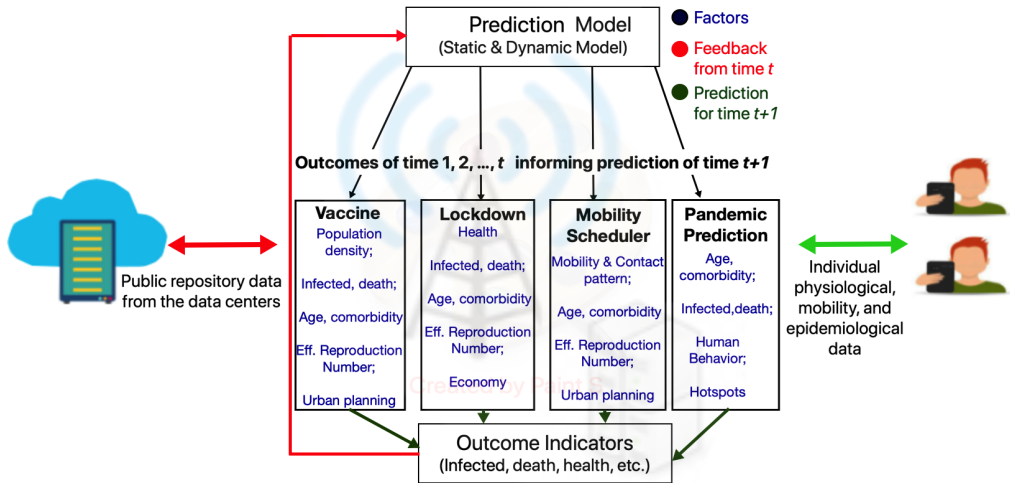 Prediction Model
(Static & Dynamic Model)
Factors
Feedback
from time t
Prediction
for time t+1
Outcomes of time 1, 2, ..., t informing prediction of time t+1
Vaccine
Population
density;
Infected, death;
Age, comorbidity
Eff. Reproduction
Number;
Urban planning
Lockdown
Health
Infected, death;
Age, comorbidity
Eff. Reproduction
Number;
Economy
Mobility
Scheduler
Mobility & Contact
pattern;
Age, comorbidity
Eff. Reproduction
Number;
Urban planning
Pandemic
Prediction
Age,
comorbidity;
Infected,death;
Human
Behavior;
Hotspots
Public repository data
from the data centers
Individual
physiological,
mobility, and
epidemiological
data
Created by Paint S
Outcome Indicators
(Infected, death, health, etc.)